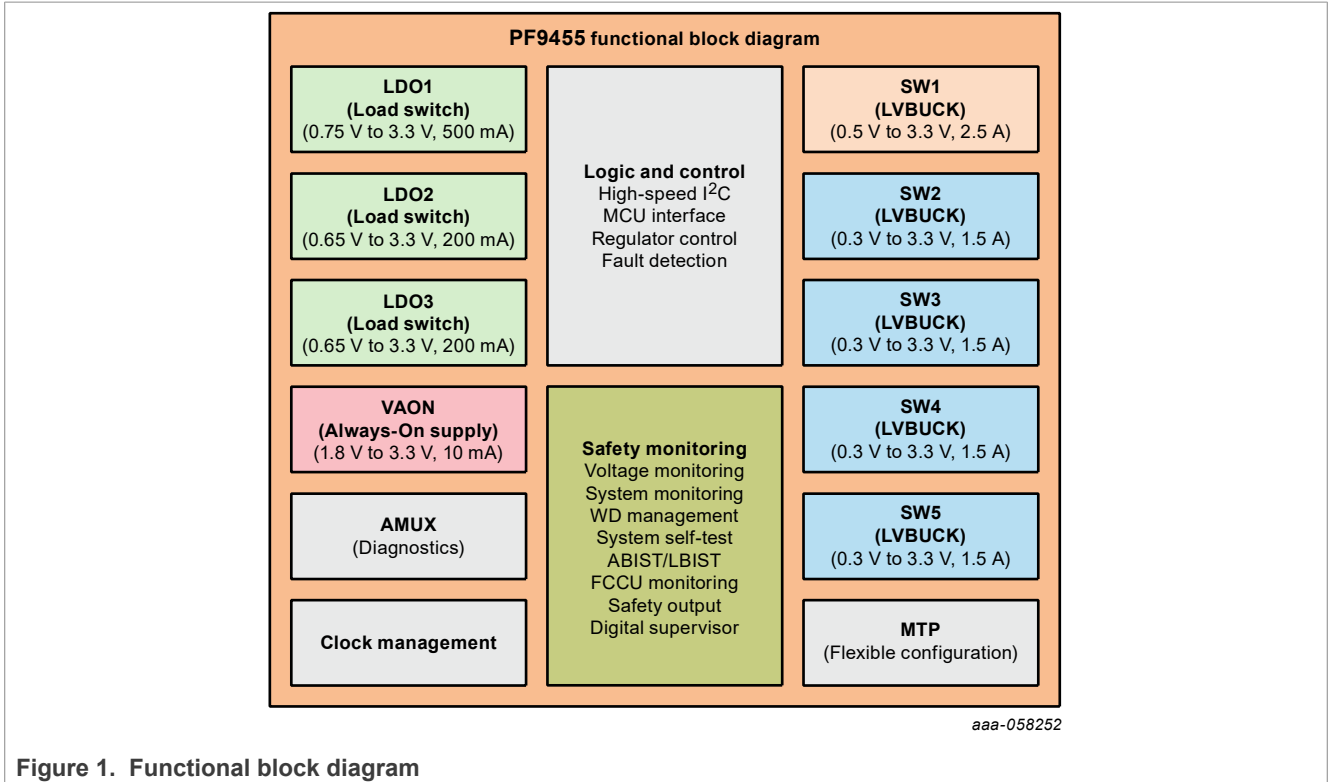 PF9455 functional block diagram
LDO1
(Load switch)
(0.75 V to 3.3 V, 500 mA)
LDO2
(Load switch)
(0.65 V to 3.3 V, 200 mA)
LDO3
(Load switch)
(0.65 V to 3.3 V, 200 mA)
VAON
(Always-On supply)
(1.8 V to 3.3 V, 10 mA)
AMUX
(Diagnostics)
Clock management
Logic and control
High-speed I2C
MCU interface
Regulator control
Fault detection
Safety monitoring
Voltage monitoring
System monitoring
WD management
System self-test
ABIST/LBIST
FCCU monitoring
Safety output
Digital supervisor
SW1
(LVBUCK)
(0.5 V to 3.3 V, 2.5 A)
SW2
(LVBUCK)
(0.3 V to 3.3 V, 1.5 A)
SW3
(LVBUCK)
(0.3 V to 3.3 V, 1.5 A)
SW4
(LVBUCK)
(0.3 V to 3.3 V, 1.5 A)
SW5
(LVBUCK)
(0.3 V to 3.3 V, 1.5 A)
MTP
(Flexible configuration)
aaa-058252
Figure 1. Functional block diagram